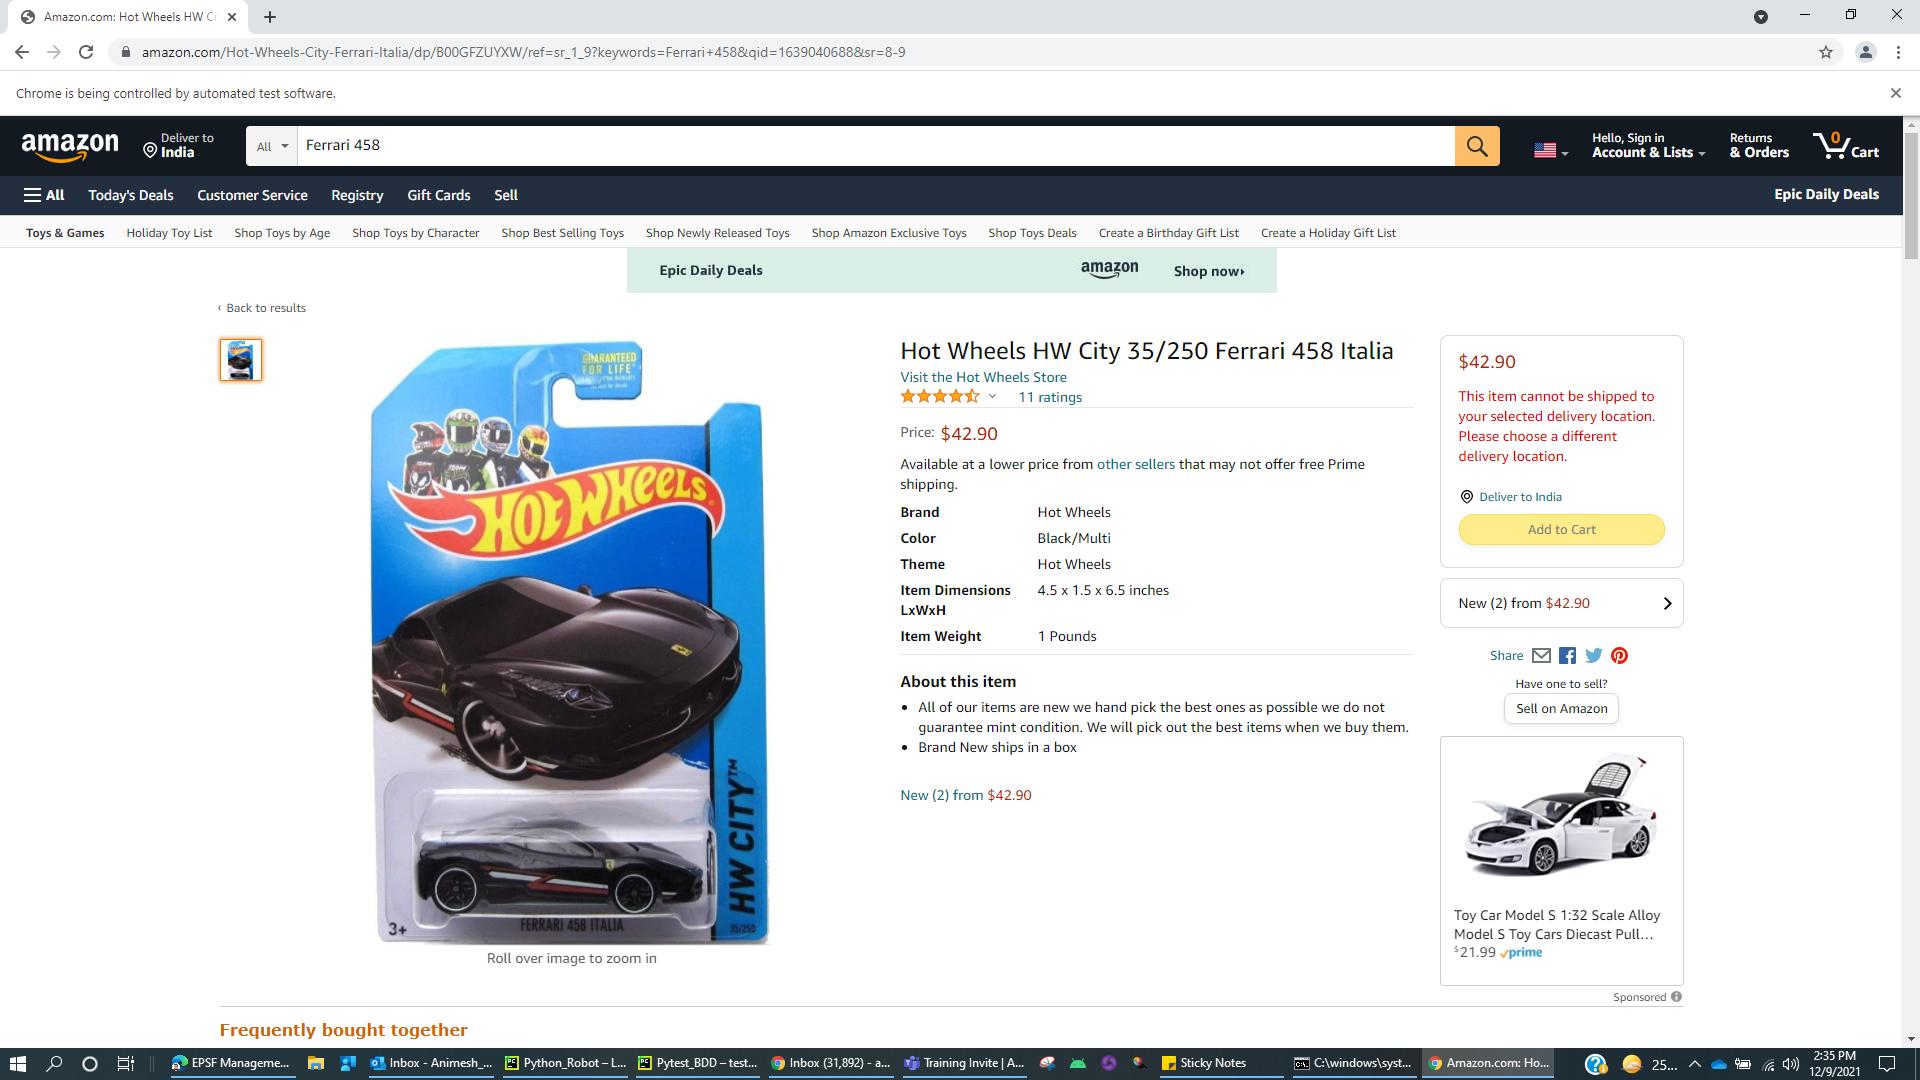 Amazon.com: Hot Wheels HW Ci
amazon.com/Hot-Wheels-City-Ferrari-Italia/dp/B00GFZUYXW/ref=sr_1_9?keywords=Ferrari+458&qid=1639040688&sr=8-9
Chrome is being controlled by automated test software.
amazon
Deliver to
India
All
Ferrari 458
Hello, Sign in
Account & Lists
Returns
& Orders
0
Cart
All
Today's Deals
Customer Service
Registry
Gift Cards
Sell
Epic Daily Deals
Toys & Games
Holiday Toy List
Shop Toys by Age
Shop Toys by Character
Shop Best Selling Toys
Shop Newly Released Toys
Shop Amazon Exclusive Toys
Shop Toys Deals
Create a Birthday Gift List
Create a Holiday Gift List
Epic Daily Deals
amazon
Shop now
‹ Back to results
GUARANTEED
FOR LIFE
HOT WHEELS
HW CITY™
35/250
FERRARI 458 ITALIA
3+
Roll over image to zoom in
Hot Wheels HW City 35/250 Ferrari 458 Italia
Visit the Hot Wheels Store
11 ratings
Price: $42.90
Available at a lower price from other sellers that may not offer free Prime
shipping.
Brand Hot Wheels
Color Black/Multi
Theme Hot Wheels
Item Dimensions 4.5 x 1.5 x 6.5 inches
LxWxH
Item Weight 1 Pounds
About this item
• All of our items are new we hand pick the best ones as possible we do not
guarantee mint condition. We will pick out the best items when we buy them.
• Brand New ships in a box
New (2) from $42.90
$42.90
This item cannot be shipped to
your selected delivery location.
Please choose a different
delivery location.
Deliver to India
Add to Cart
New (2) from $42.90
Share
Have one to sell?
Sell on Amazon
Toy Car Model S 1:32 Scale Alloy
Model S Toy Cars Diecast Pull…
$21.99 prime
Sponsored
Frequently bought together
EPSF Manageme...
Inbox - Animesh_...
Python_Robot – L...
Pytest_BDD – test...
Inbox (31,892) - a...
Training Invite | A...
Sticky Notes
C:\windows\syst...
Amazon.com: Ho...
25...
2:35 PM
12/9/2021